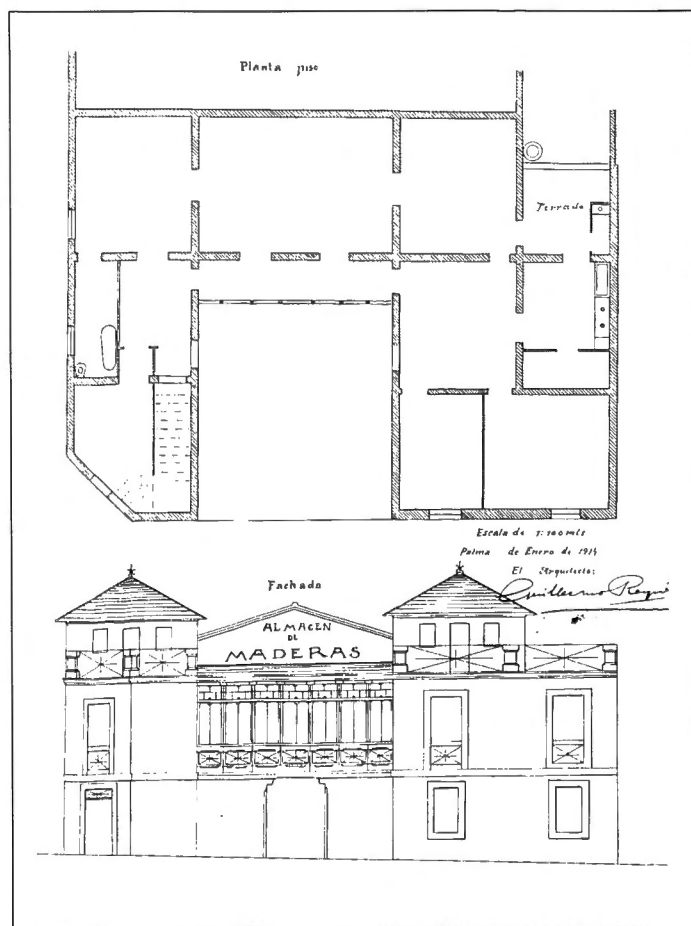 Planta piso
Terrado
Escala de 1:100 mts
Palma de Enero de 1914
El Arquitecto:
Guillermo Reynés
Fachada
ALMACEN
DE
MADERAS